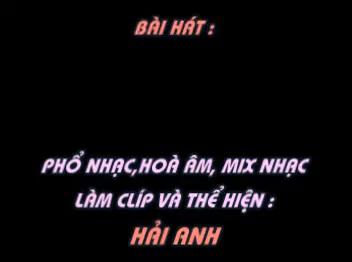 BÀI HÁT :
PHỔ NHẠC,HOÀ ÂM, MIX NHẠC
LÀM CLÍP VÀ THỂ HIỆN :
HẢI ANH